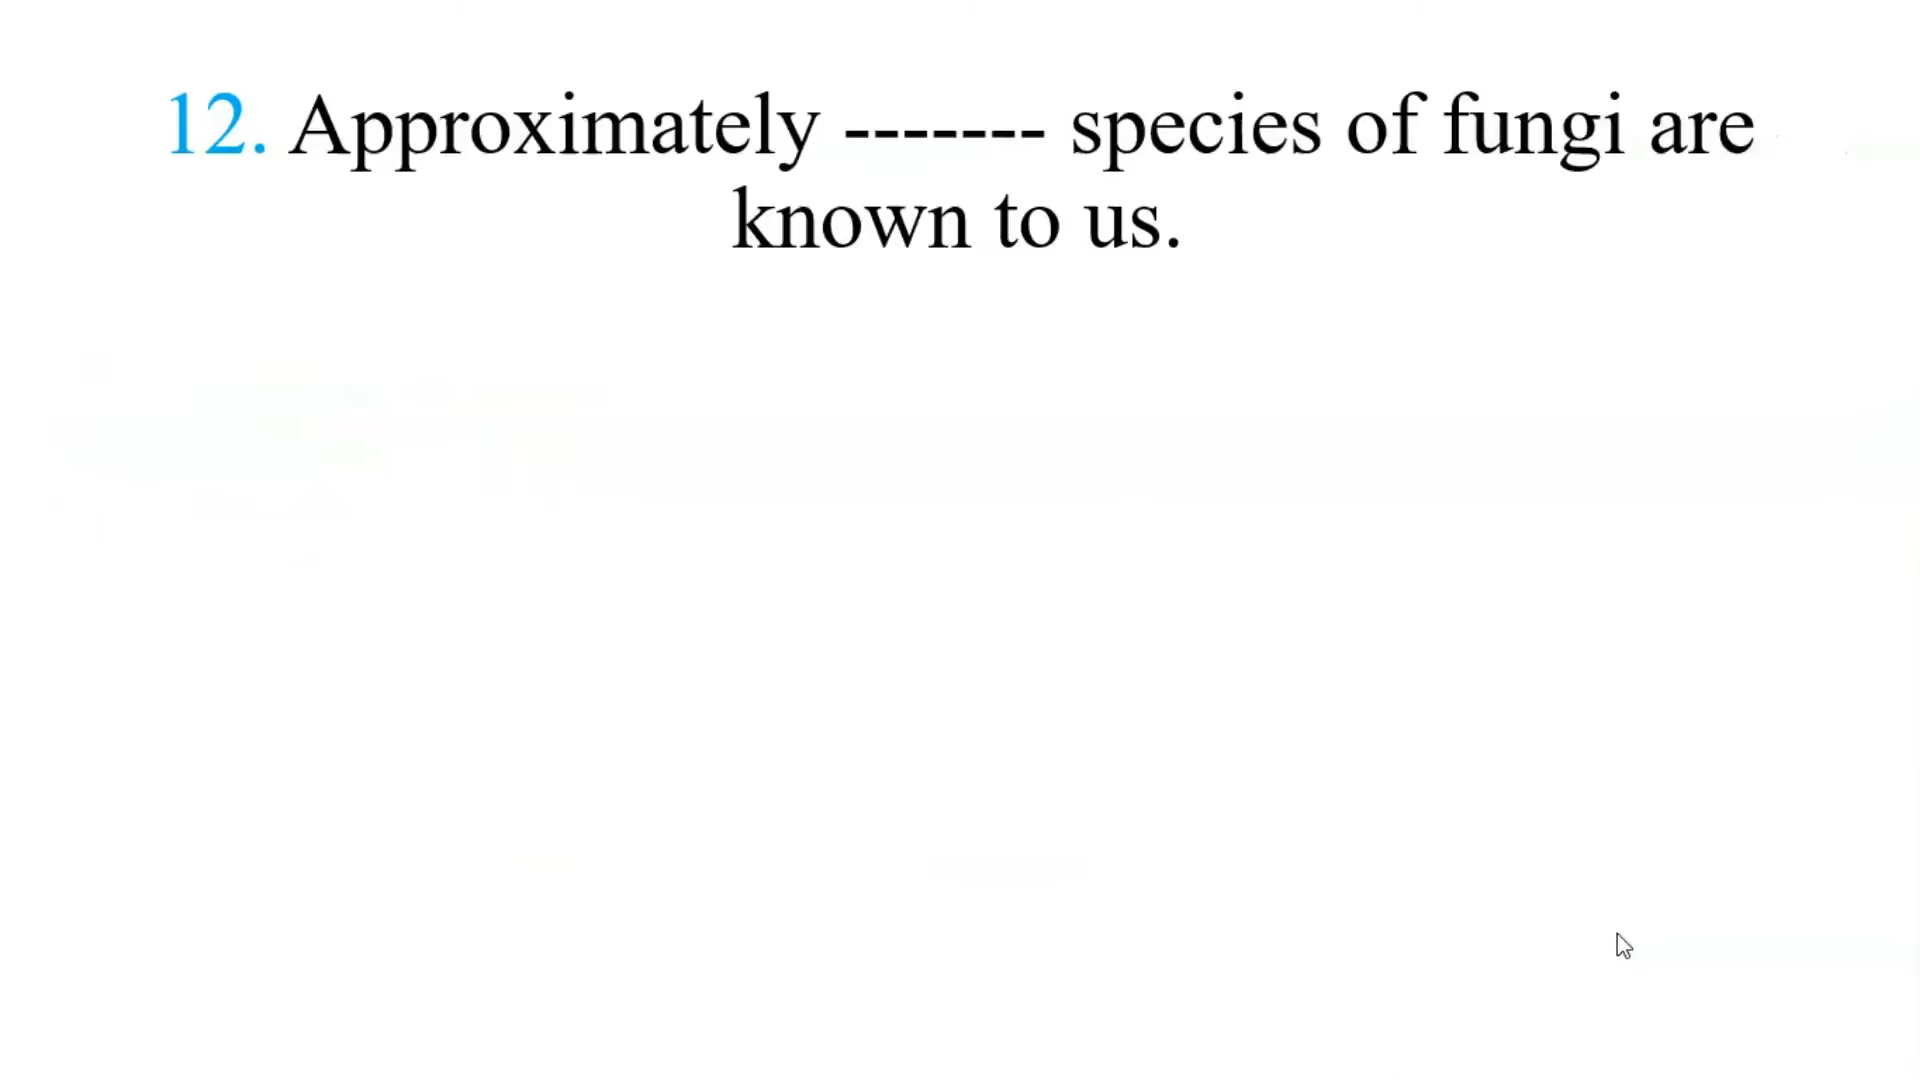 12. Approximately ------- species of fungi are
known to us.